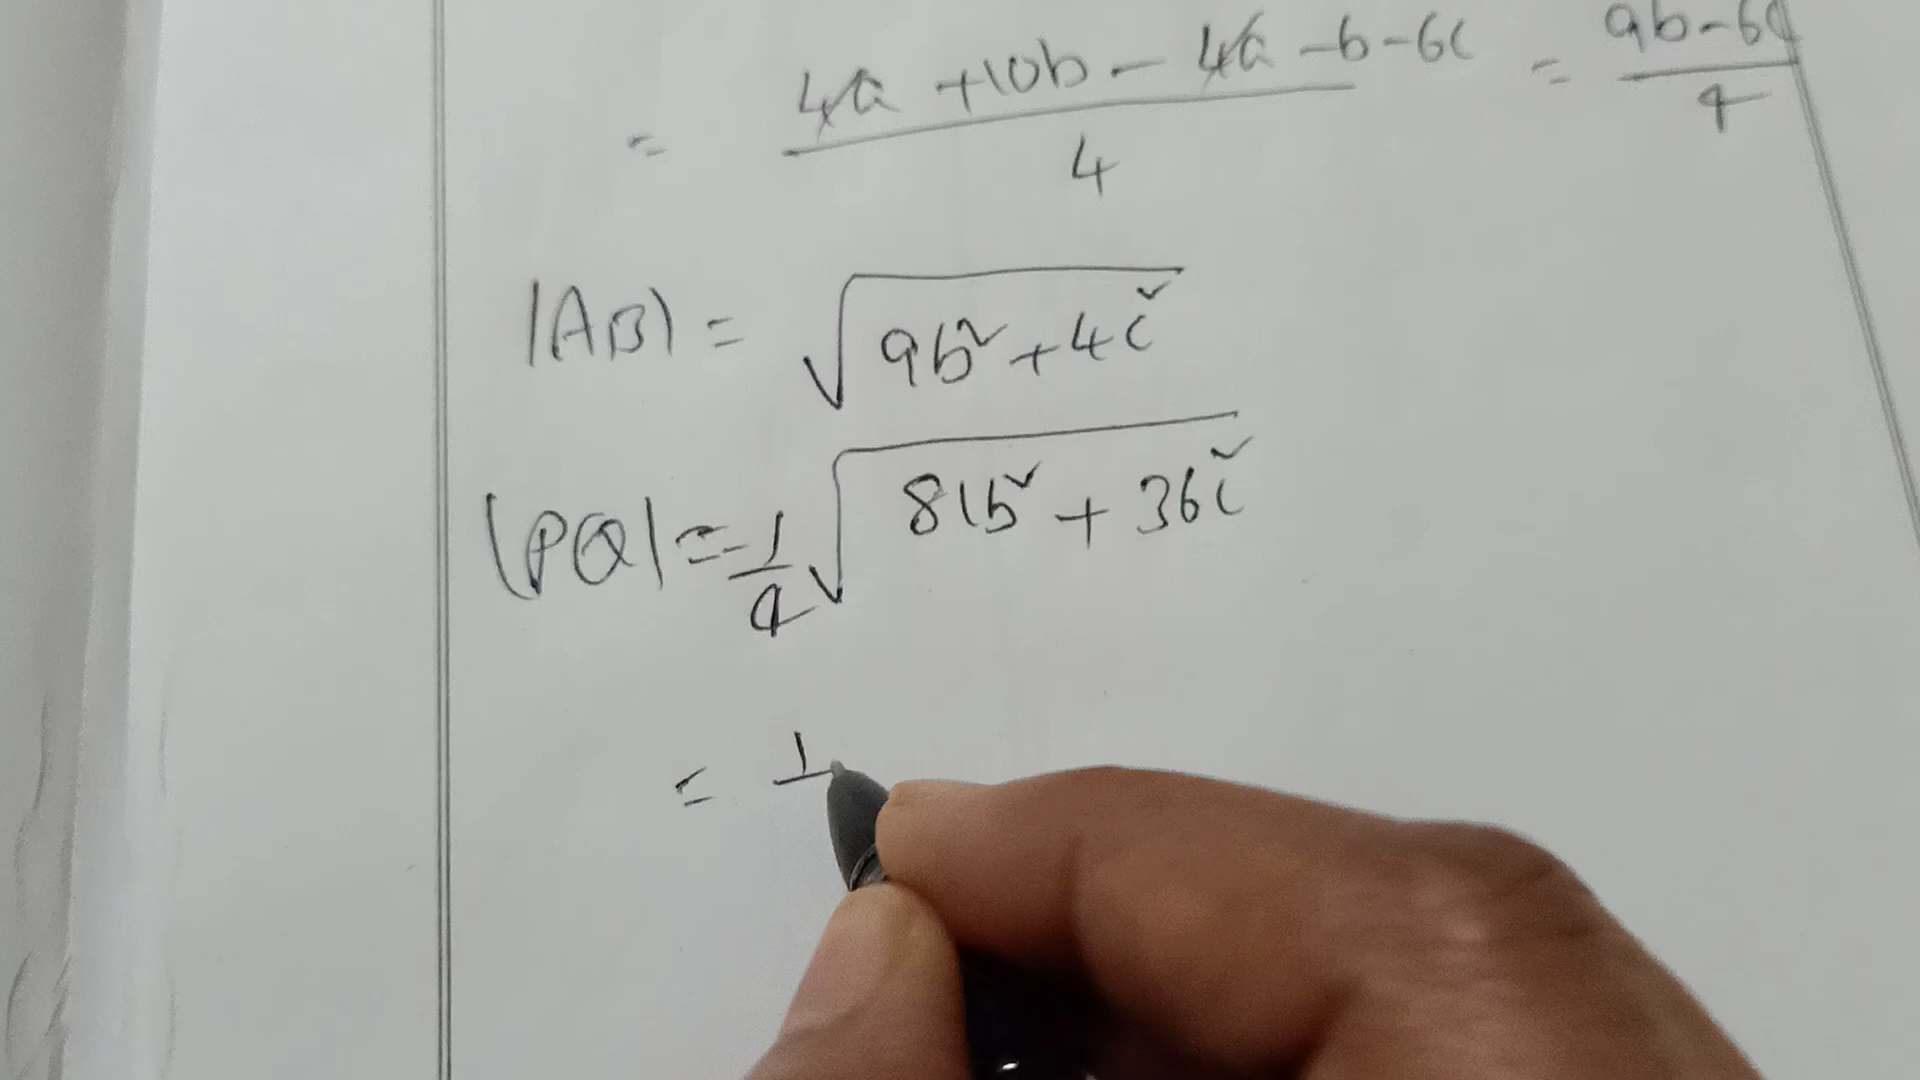 = (4a + 10b - 4a - b - 6c) / 4 = (9b - 6c) / 4
|AB| = √(9b² + 4c²)
|PQ| = 1/4 √(81b² + 36c²)
= 1